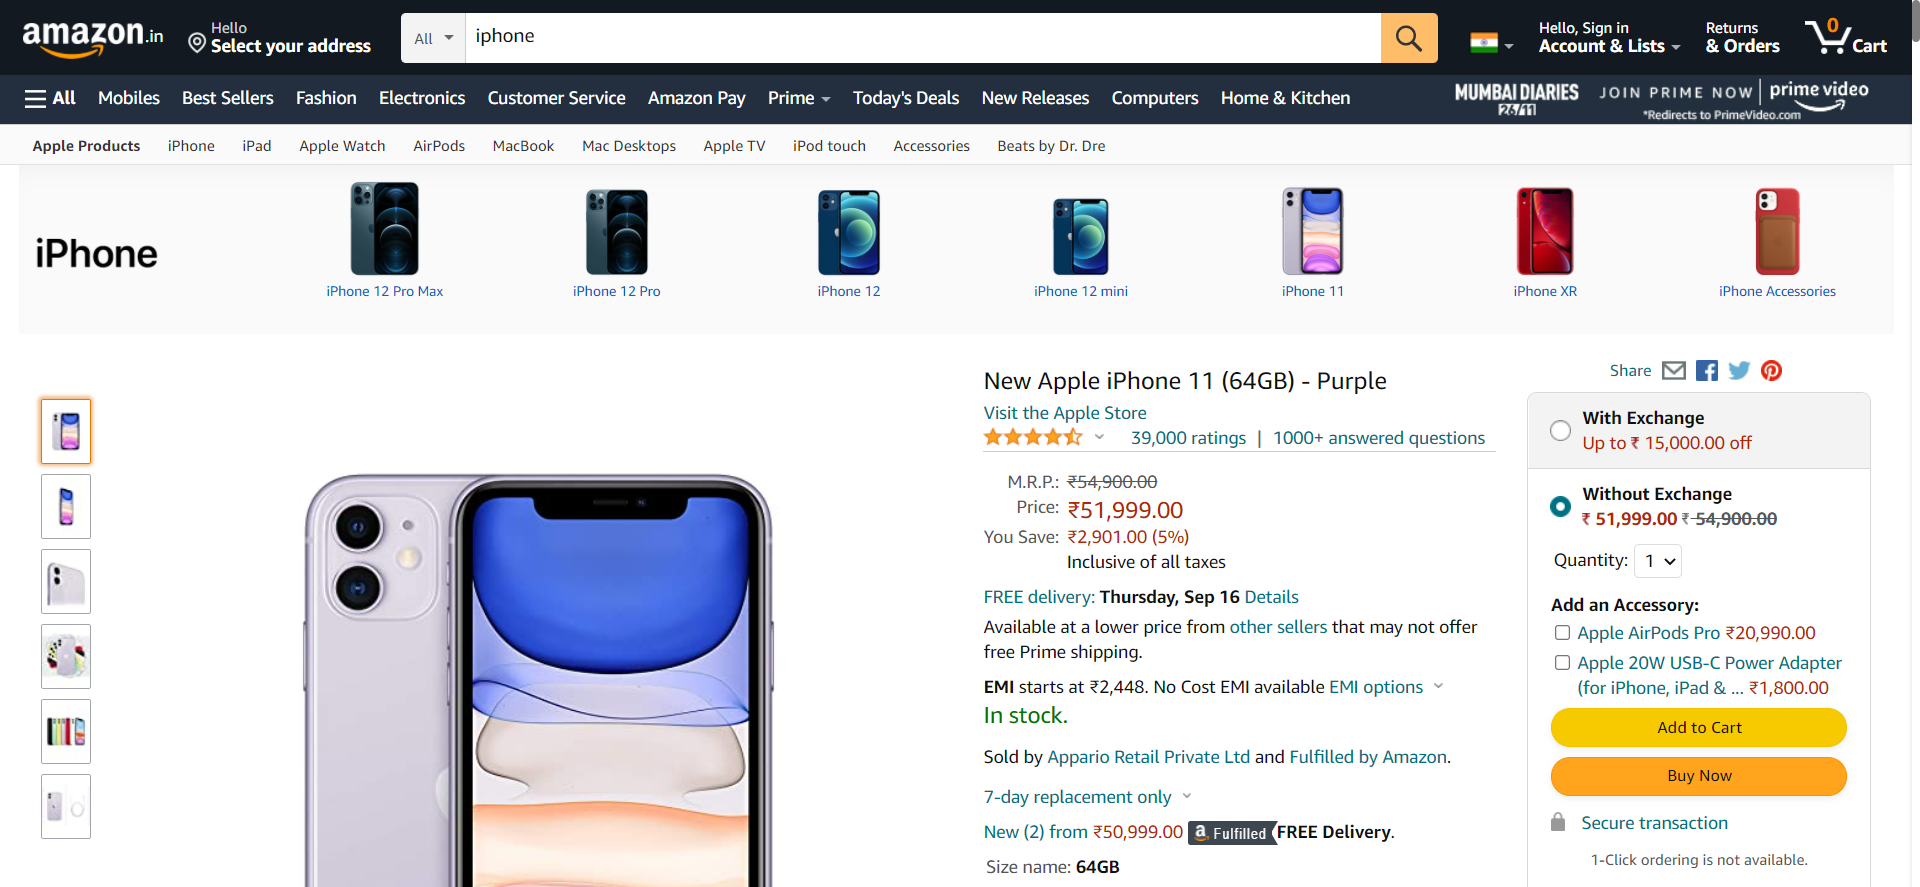 amazon.in
Hello
Select your address
All
iphone
Hello, Sign in
Account & Lists
Returns
& Orders
0
Cart
All
Mobiles
Best Sellers
Fashion
Electronics
Customer Service
Amazon Pay
Prime
Today's Deals
New Releases
Computers
Home & Kitchen
MUMBAI DIARIES
26/11
JOIN PRIME NOW
prime video
*Redirects to PrimeVideo.com
Apple Products
iPhone
iPad
Apple Watch
AirPods
MacBook
Mac Desktops
Apple TV
iPod touch
Accessories
Beats by Dr. Dre
iPhone
iPhone 12 Pro Max
iPhone 12 Pro
iPhone 12
iPhone 12 mini
iPhone 11
iPhone XR
iPhone Accessories
New Apple iPhone 11 (64GB) - Purple
Visit the Apple Store
39,000 ratings | 1000+ answered questions
M.R.P.: ₹54,900.00
Price: ₹51,999.00
You Save: ₹2,901.00 (5%)
Inclusive of all taxes
FREE delivery: Thursday, Sep 16 Details
Available at a lower price from other sellers that may not offer
free Prime shipping.
EMI starts at ₹2,448. No Cost EMI available EMI options
In stock.
Sold by Appario Retail Private Ltd and Fulfilled by Amazon.
7-day replacement only
New (2) from ₹50,999.00 a Fulfilled FREE Delivery.
Size name: 64GB
Share
With Exchange
Up to ₹ 15,000.00 off
Without Exchange
₹ 51,999.00 ₹ 54,900.00
Quantity: 1
Add an Accessory:
Apple AirPods Pro ₹20,990.00
Apple 20W USB-C Power Adapter
(for iPhone, iPad & ... ₹1,800.00
Add to Cart
Buy Now
Secure transaction
1-Click ordering is not available.